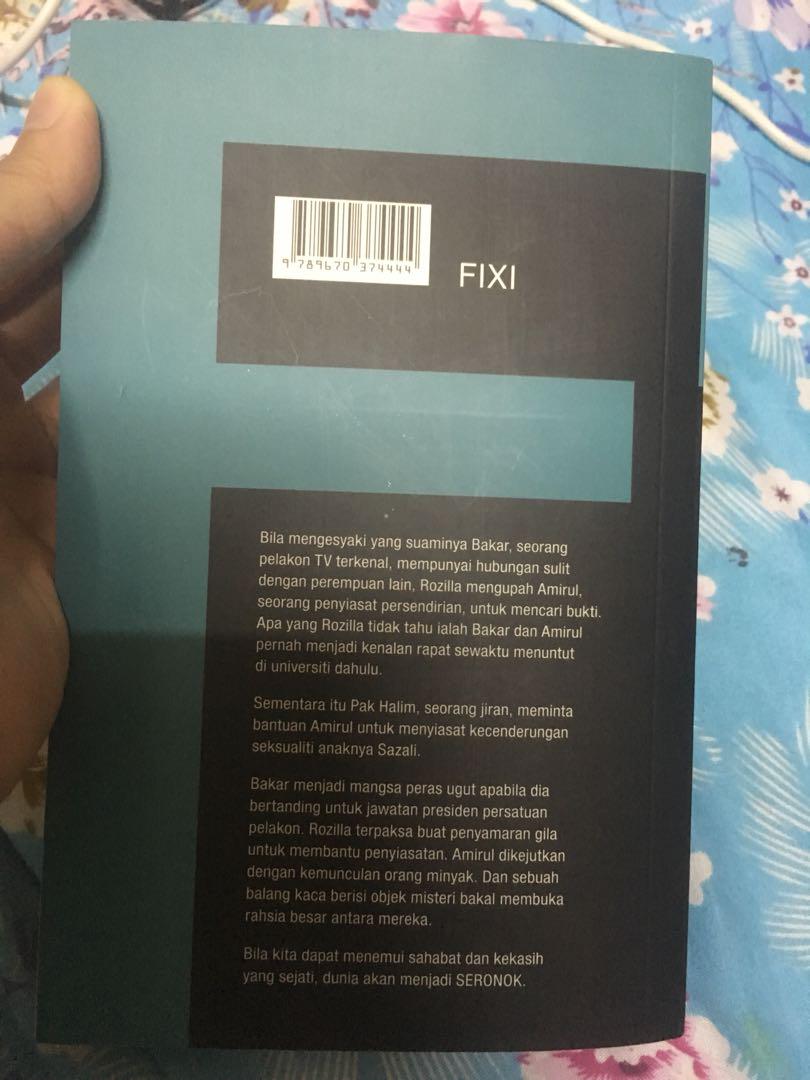 9 789670 374444
FIXI
Bila mengesyaki yang suaminya Bakar, seorang
pelakon TV terkenal, mempunyai hubungan sulit
dengan perempuan lain, Rozilla mengupah Amirul,
seorang penyiasat persendirian, untuk mencari bukti.
Apa yang Rozilla tidak tahu ialah Bakar dan Amirul
pernah menjadi kenalan rapat sewaktu menuntut
di universiti dahulu.
Sementara itu Pak Halim, seorang jiran, meminta
bantuan Amirul untuk menyiasat kecenderungan
seksualiti anaknya Sazali.
Bakar menjadi mangsa peras ugut apabila dia
bertanding untuk jawatan presiden persatuan
pelakon. Rozilla terpaksa buat penyamaran gila
untuk membantu penyiasatan. Amirul dikejutkan
dengan kemunculan orang minyak. Dan sebuah
balang kaca berisi objek misteri bakal membuka
rahsia besar antara mereka.
Bila kita dapat menemui sahabat dan kekasih
yang sejati, dunia akan menjadi SERONOK.